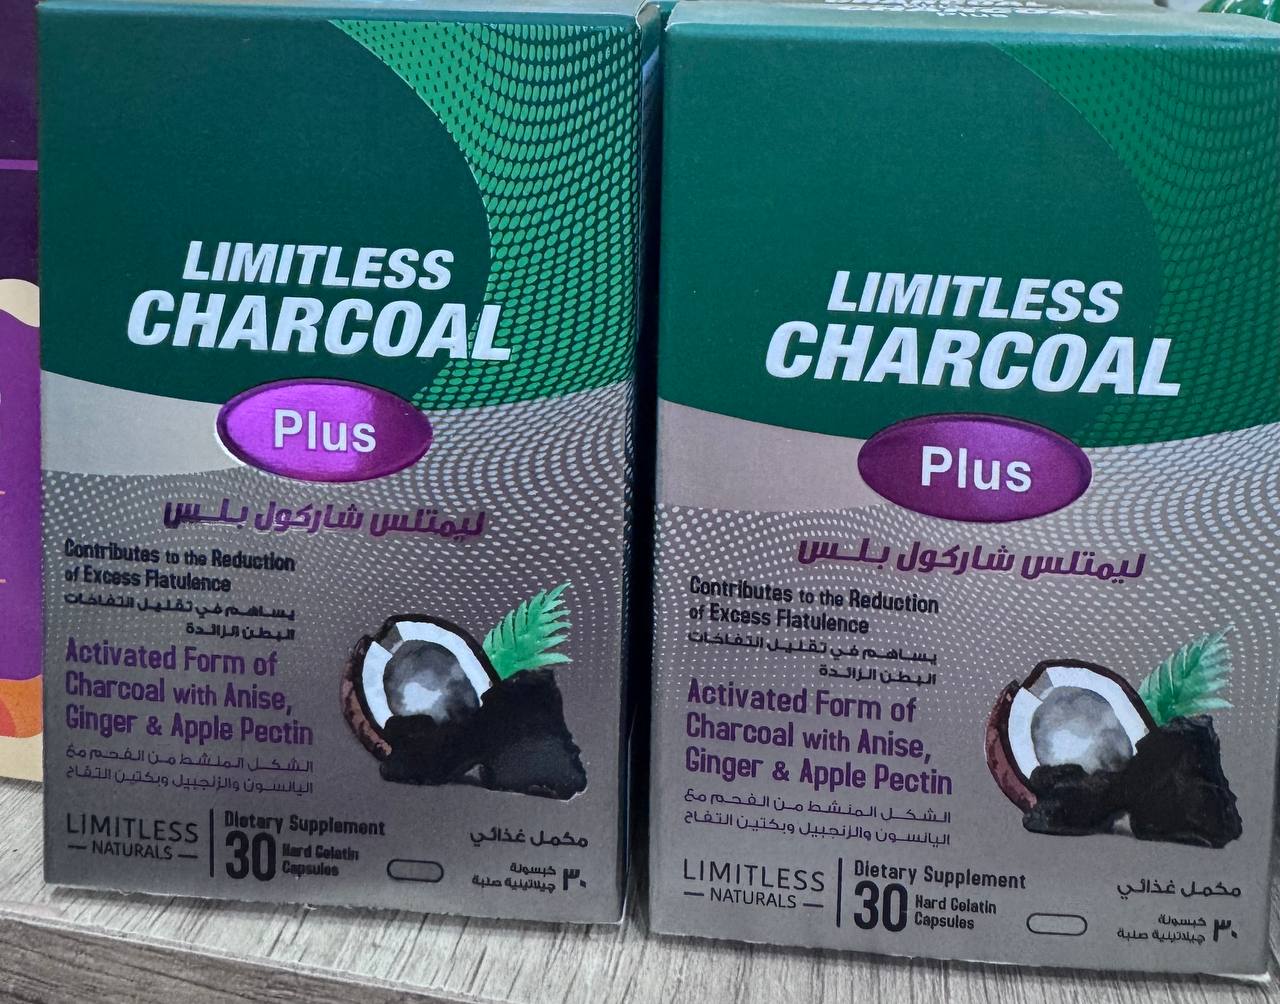 LIMITLESS
CHARCOAL
Plus
ليمتلس شاركول بلس
Contributes to the Reduction
of Excess Flatulence
يساهم في تقليل انتفاخات
البطن الزائدة
Activated Form of
Charcoal with Anise,
Ginger & Apple Pectin
الشكل المنشط من الفحم مع
اليانسون والزنجبيل وبكتين التفاح
LIMITLESS
NATURALS
Dietary Supplement
30 Hard Gelatin
Capsules
مكمل غذائي
٣٠ كبسولة
جيلاتينية صلبة
Plus
LIMITLESS
CHARCOAL
Plus
ليمتلس شاركول بلس
Contributes to the Reduction
of Excess Flatulence
يساهم في تقليل انتفاخات
البطن الزائدة
Activated Form of
Charcoal with Anise,
Ginger & Apple Pectin
الشكل المنشط من الفحم مع
اليانسون والزنجبيل وبكتين التفاح
LIMITLESS
NATURALS
Dietary Supplement
30 Hard Gelatin
Capsules
مكمل غذائي
٣٠ كبسولة
جيلاتينية صلبة